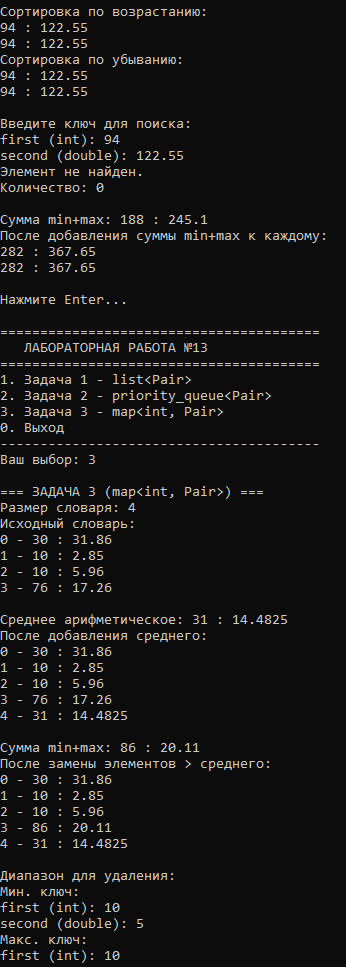 Сортировка по возрастанию:
94 : 122.55
94 : 122.55
Сортировка по убыванию:
94 : 122.55
94 : 122.55
Введите ключ для поиска:
first (int): 94
second (double): 122.55
Элемент не найден.
Количество: 0
Сумма min+max: 188 : 245.1
После добавления суммы min+max к каждому:
282 : 367.65
282 : 367.65
Нажмите Enter...
========================================
ЛАБОРАТОРНАЯ РАБОТА №13
========================================
1. Задача 1 - list<Pair>
2. Задача 2 - priority_queue<Pair>
3. Задача 3 - map<int, Pair>
0. Выход
----------------------------------------
Ваш выбор: 3
=== ЗАДАЧА 3 (map<int, Pair>) ===
Размер словаря: 4
Исходный словарь:
0 - 30 : 31.86
1 - 10 : 2.85
2 - 10 : 5.96
3 - 76 : 17.26
Среднее арифметическое: 31 : 14.4825
После добавления среднего:
0 - 30 : 31.86
1 - 10 : 2.85
2 - 10 : 5.96
3 - 76 : 17.26
4 - 31 : 14.4825
Сумма min+max: 86 : 20.11
После замены элементов > среднего:
0 - 30 : 31.86
1 - 10 : 2.85
2 - 10 : 5.96
3 - 86 : 20.11
4 - 31 : 14.4825
Диапазон для удаления:
Мин. ключ:
first (int): 10
second (double): 5
Макс. ключ:
first (int): 10